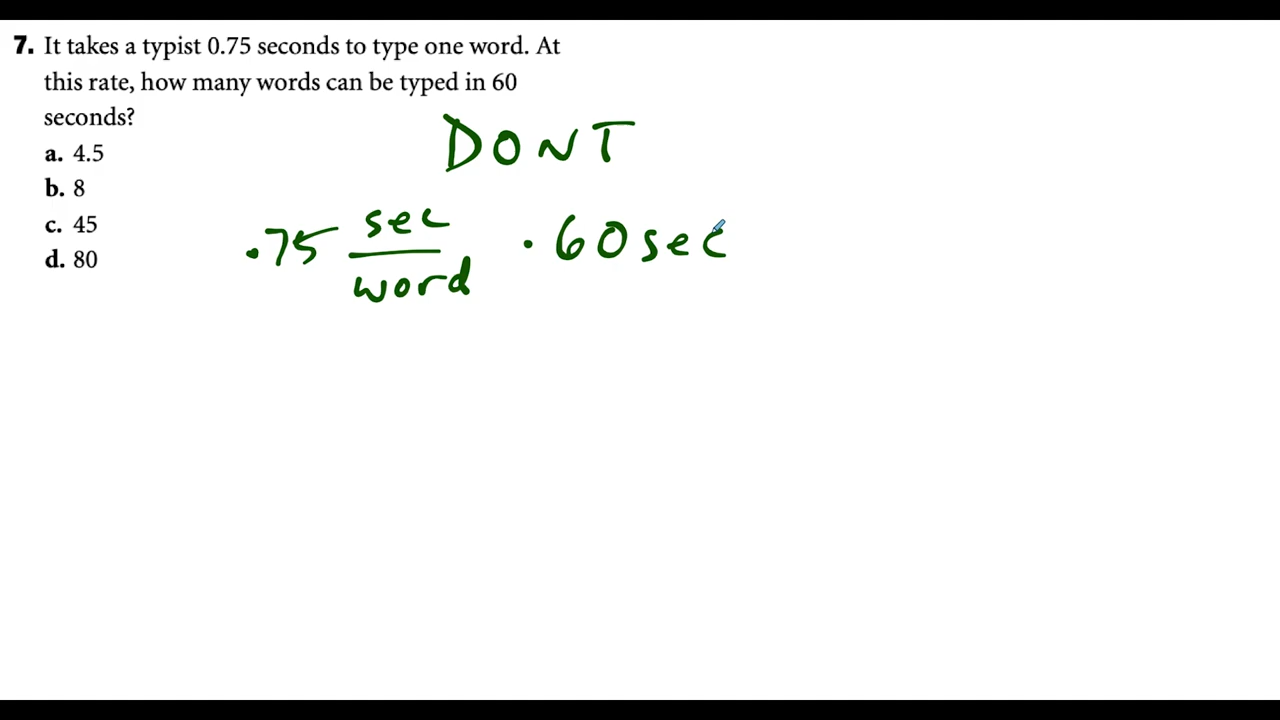 7. It takes a typist 0.75 seconds to type one word. At
this rate, how many words can be typed in 60
seconds?
a. 4.5
b. 8
c. 45
d. 80
DONT
.75 sec/word · 60 sec